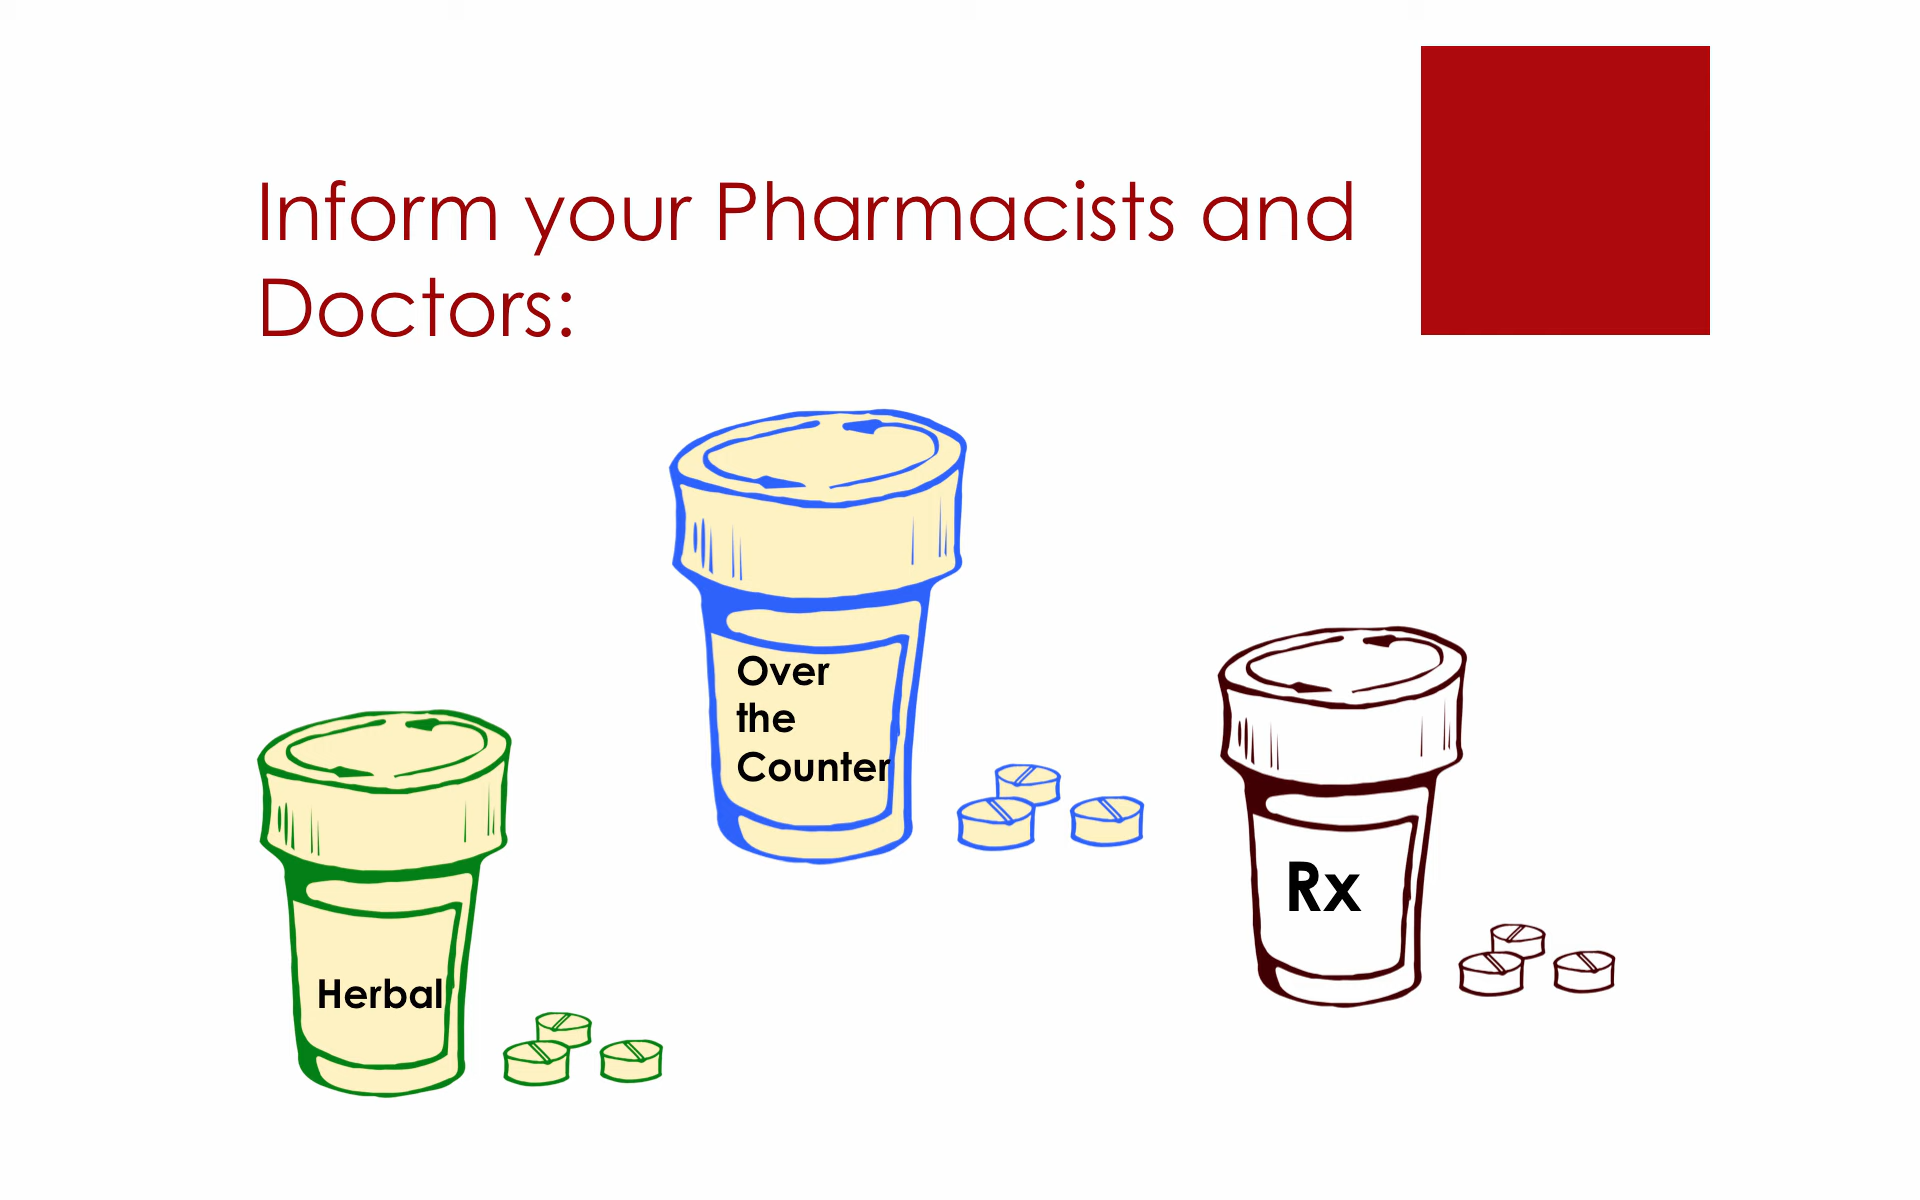 Inform your Pharmacists and
Doctors:
Over
the
Counter
Rx
Herbal